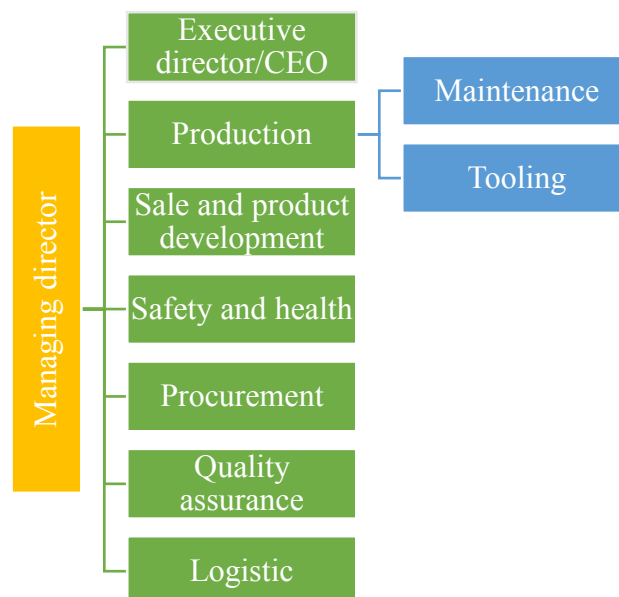 Managing director
Executive
director/CEO
Production
Sale and product
development
Safety and health
Procurement
Quality
assurance
Logistic
Maintenance
Tooling